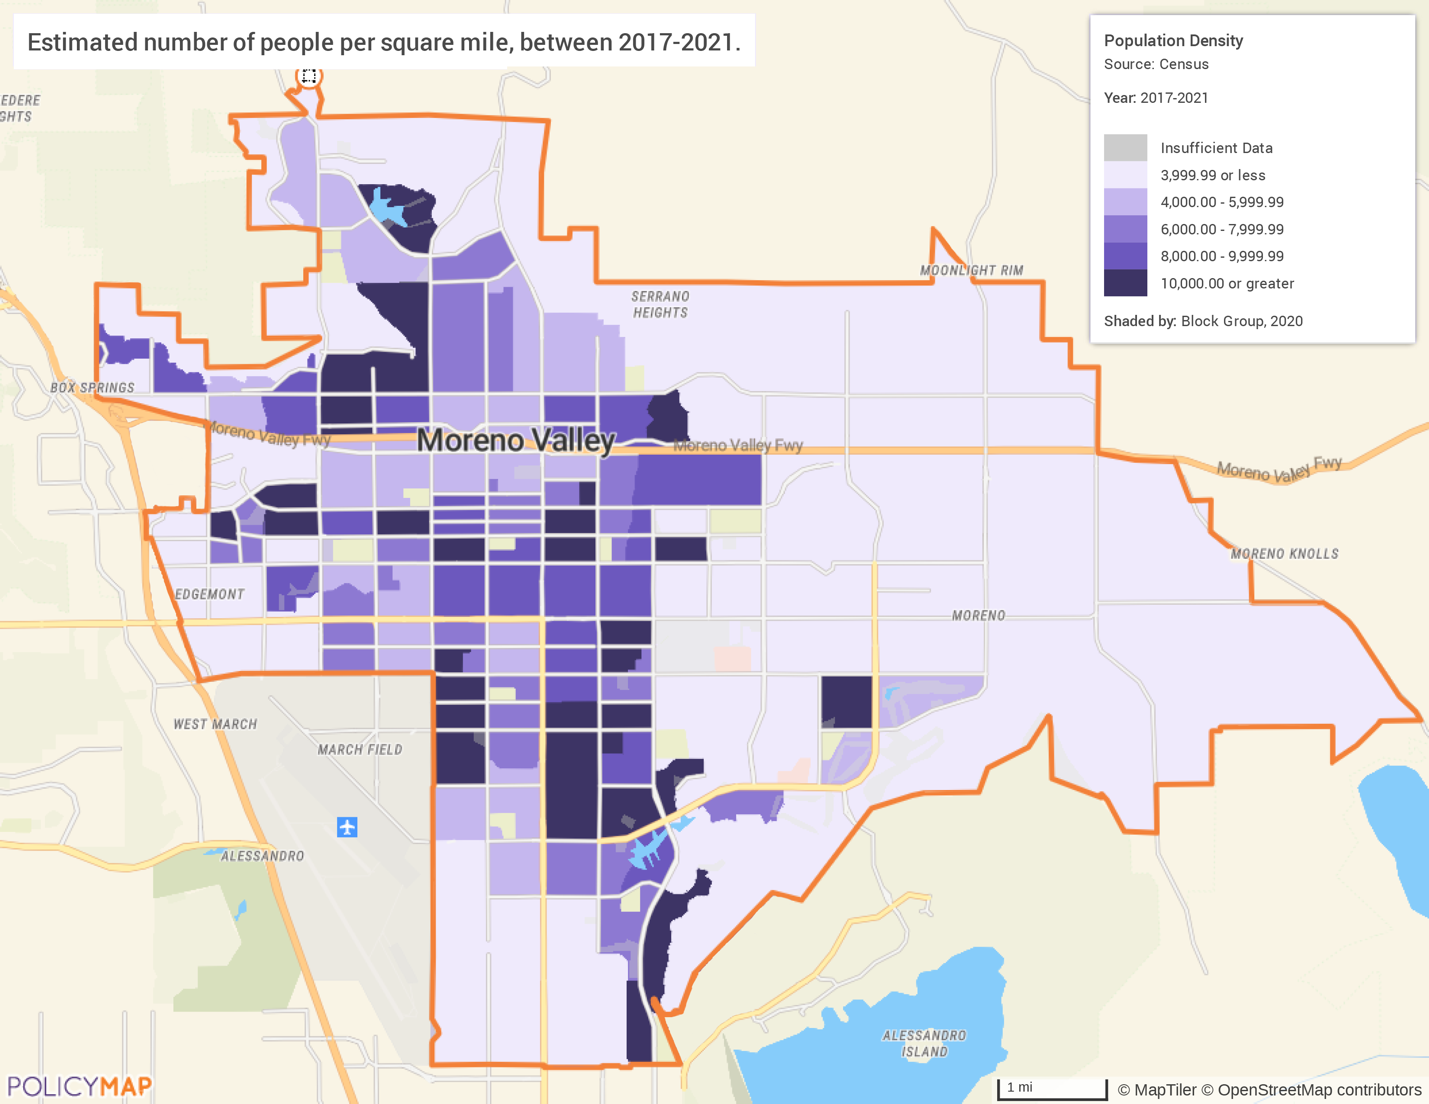 Estimated number of people per square mile, between 2017-2021.
Population Density
Source: Census
Year: 2017-2021
Insufficient Data
3,999.99 or less
4,000.00 - 5,999.99
6,000.00 - 7,999.99
8,000.00 - 9,999.99
10,000.00 or greater
Shaded by: Block Group, 2020
EDERE
GHTS
MOONLIGHT RIM
SERRANO
HEIGHTS
BOX SPRINGS
Moreno Valley Fwy
Moreno Valley
Moreno Valley Fwy
Moreno Valley Fwy
MORENO KNOLLS
EDGEMONT
MORENO
WEST MARCH
MARCH FIELD
ALESSANDRO
ALESSANDRO
ISLAND
POLICYMAP
1 mi
© MapTiler © OpenStreetMap contributors